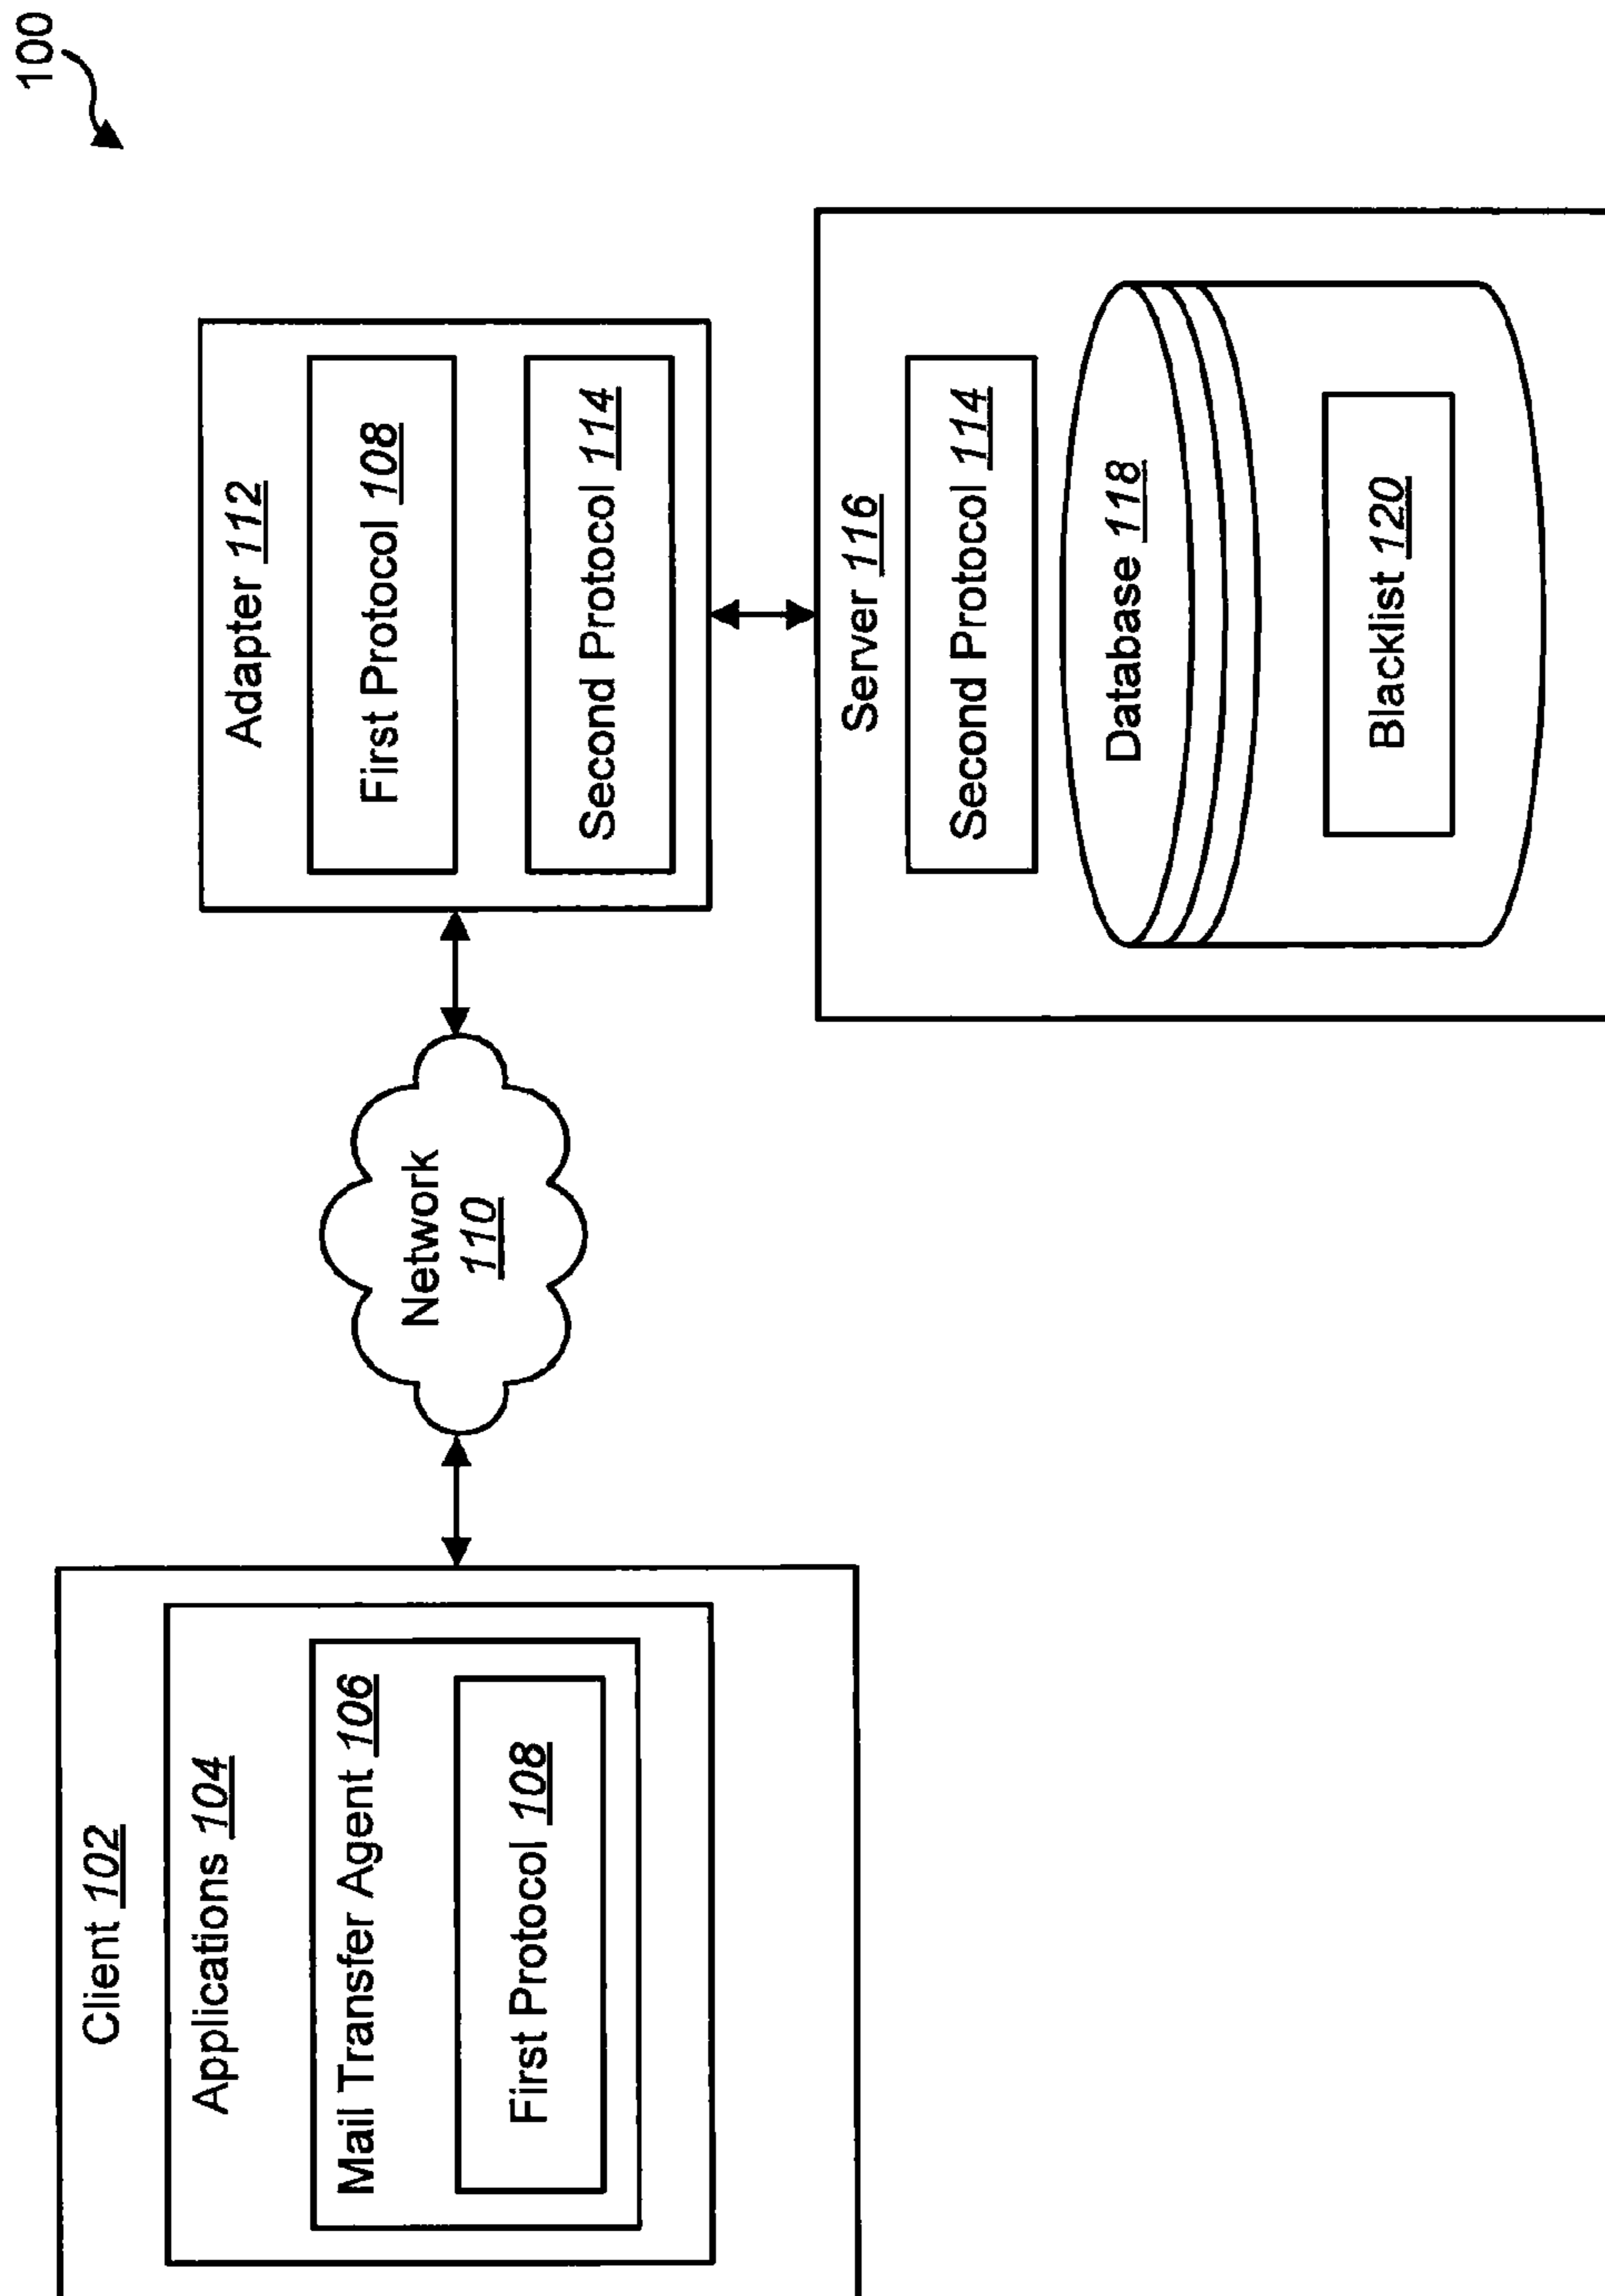 100
Client 102
Applications 104
Mail Transfer Agent 106
First Protocol 108
Network
110
Adapter 112
First Protocol 108
Second Protocol 114
Server 116
Second Protocol 114
Database 118
Blacklist 120